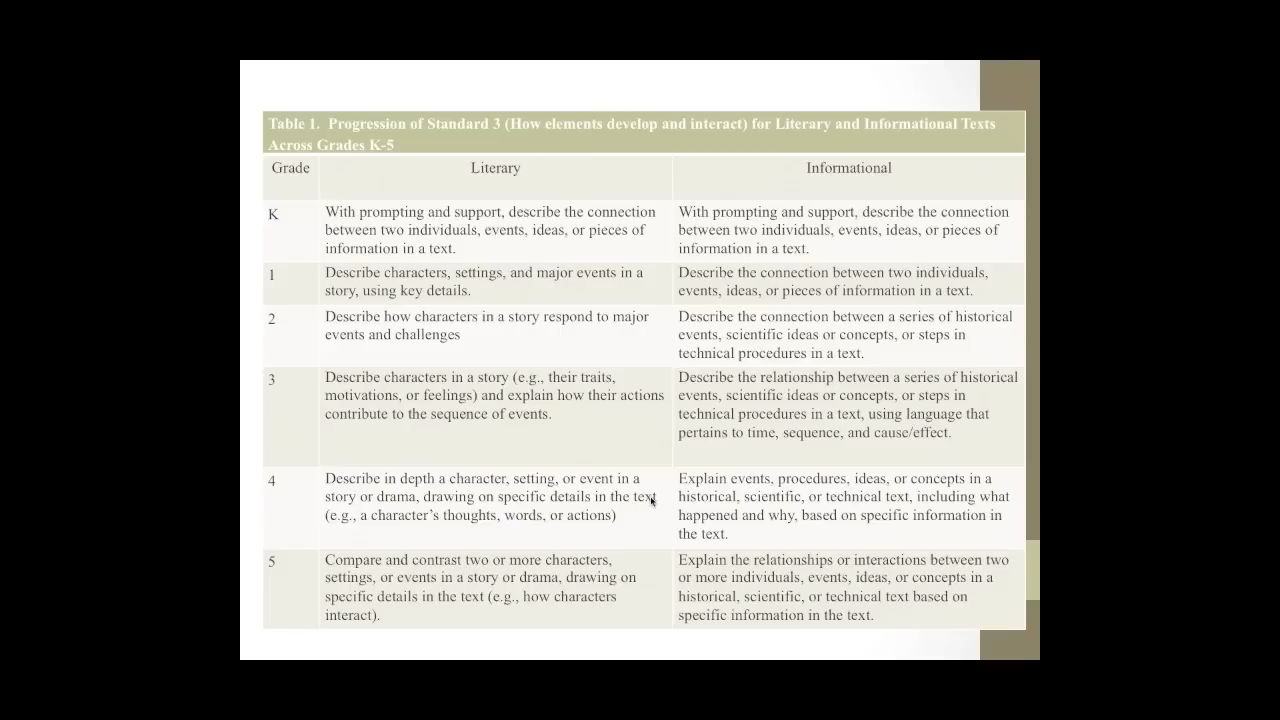 Table 1.  Progression of Standard 3 (How elements develop and interact) for Literary and Informational Texts
Across Grades K-5
Grade
Literary
Informational
K
With prompting and support, describe the connection
between two individuals, events, ideas, or pieces of
information in a text.
With prompting and support, describe the connection
between two individuals, events, ideas, or pieces of
information in a text.
1
Describe characters, settings, and major events in a
story, using key details.
Describe the connection between two individuals,
events, ideas, or pieces of information in a text.
2
Describe how characters in a story respond to major
events and challenges
Describe the connection between a series of historical
events, scientific ideas or concepts, or steps in
technical procedures in a text.
3
Describe characters in a story (e.g., their traits,
motivations, or feelings) and explain how their actions
contribute to the sequence of events.
Describe the relationship between a series of historical
events, scientific ideas or concepts, or steps in
technical procedures in a text, using language that
pertains to time, sequence, and cause/effect.
4
Describe in depth a character, setting, or event in a
story or drama, drawing on specific details in the text
(e.g., a character’s thoughts, words, or actions)
Explain events, procedures, ideas, or concepts in a
historical, scientific, or technical text, including what
happened and why, based on specific information in
the text.
5
Compare and contrast two or more characters,
settings, or events in a story or drama, drawing on
specific details in the text (e.g., how characters
interact).
Explain the relationships or interactions between two
or more individuals, events, ideas, or concepts in a
historical, scientific, or technical text based on
specific information in the text.